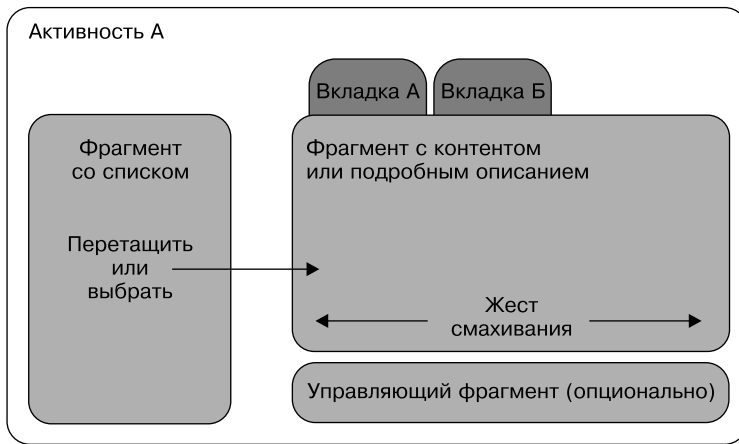 Активность А
Вкладка А
Вкладка Б
Фрагмент
со списком
Перетащить
или
выбрать
Фрагмент с контентом
или подробным описанием
Жест
смахивания
Управляющий фрагмент (опционально)